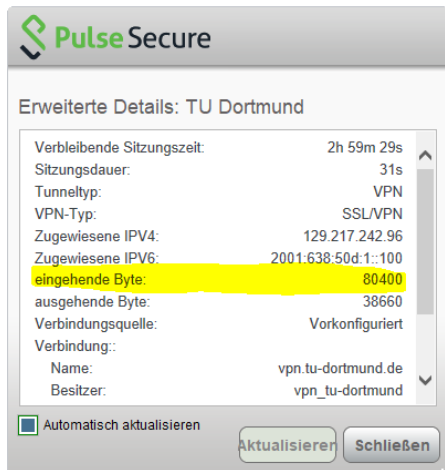 Pulse Secure
Erweiterte Details: TU Dortmund
Verbleibende Sitzungszeit: 2h 59m 29s
Sitzungsdauer: 31s
Tunneltyp: VPN
VPN-Typ: SSL/VPN
Zugewiesene IPV4: 129.217.242.96
Zugewiesene IPV6: 2001:638:50d:1::100
eingehende Byte: 80400
ausgehende Byte: 38660
Verbindungsquelle: Vorkonfiguriert
Verbindung::
Name: vpn.tu-dortmund.de
Besitzer: vpn_tu-dortmund
Automatisch aktualisieren
Aktualisieren Schließen